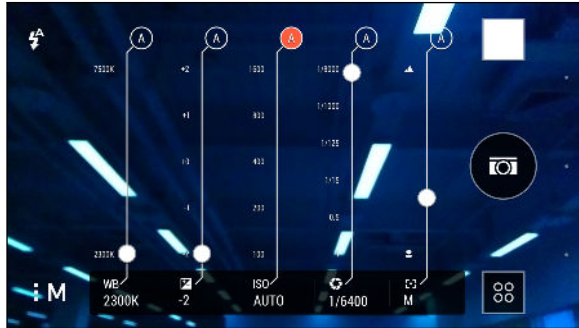 A
A A A A A
7500K +2 1600 1/8000
+1 800 1/1000
+0 400 1/125
-1 200 1/15
0.5
2300K -2 100
M
WB ISO
2300K -2 AUTO 1/6400 M